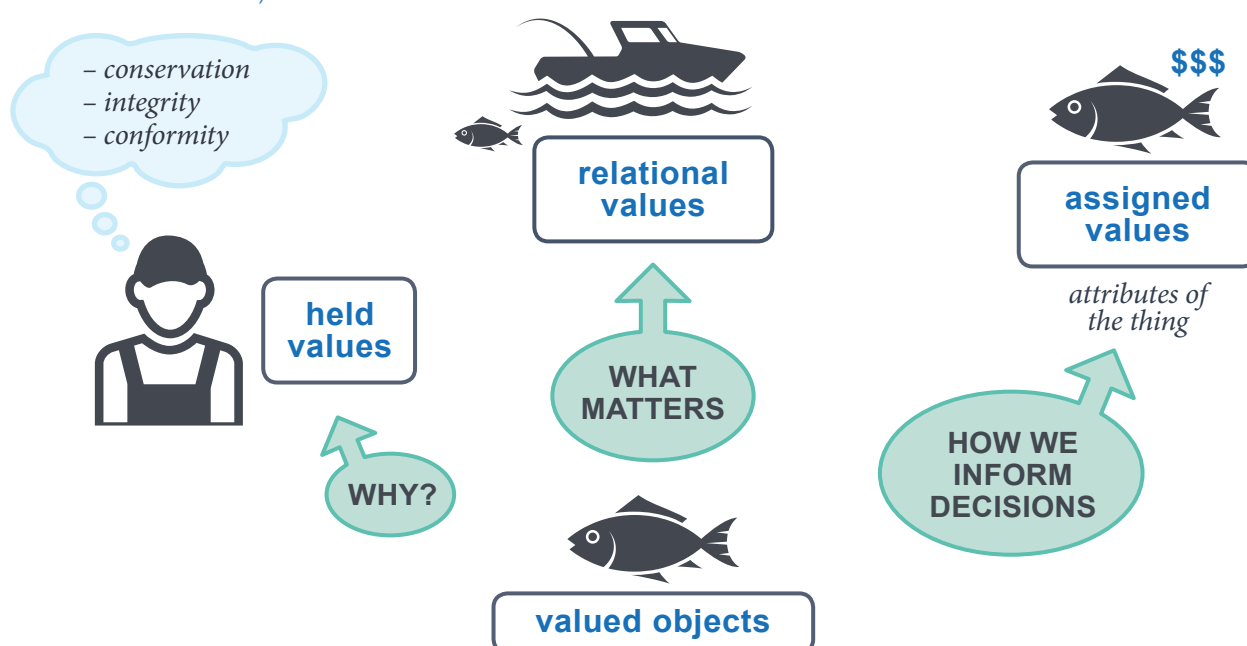 – conservation
– integrity
– conformity
$$$
relational
values
assigned
values
attributes of
the thing
held
values
WHAT
MATTERS
HOW WE
INFORM
DECISIONS
WHY?
valued objects